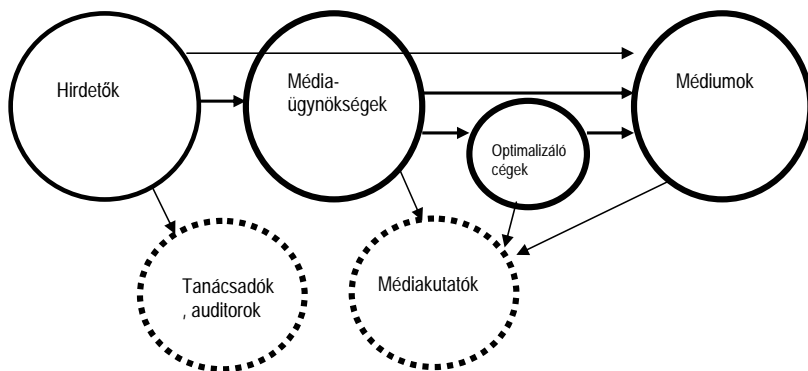 Hirdetők
Média-
ügynökségek
Médiumok
Optimalizáló
cégek
Tanácsadók
, auditorok
Médiakutatók